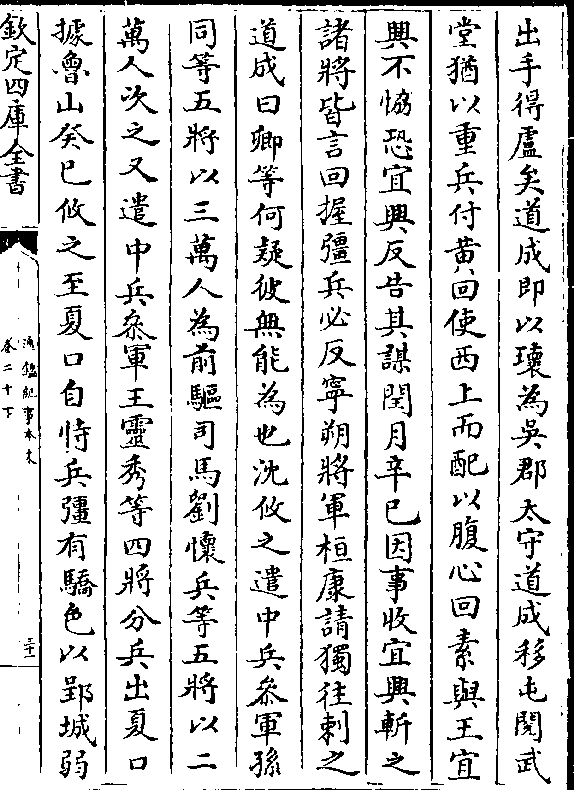 出手得盧矣道成即以瓌為吳郡太守道成移屯閱武
堂猶以重兵付黄回使西上而配以腹心回素與王宜
興不恊恐宜興反告其謀閏月辛巳因事收宜興斬之
諸將皆言回握彊兵必反寧朔將軍桓康請獨往刺之
道成曰卿等何疑彼無能為也沈攸之遣中兵叅軍孫
同等五將以三萬人為前驅司馬劉懷兵等五將以二
萬人次之又遣中兵叅軍王靈秀等四將分兵出夏口
據魯山癸巳攸之至夏口自恃兵彊有驕色以郢城弱
欽定四庫全書
通鑑紀事本末
卷二十下
三十一